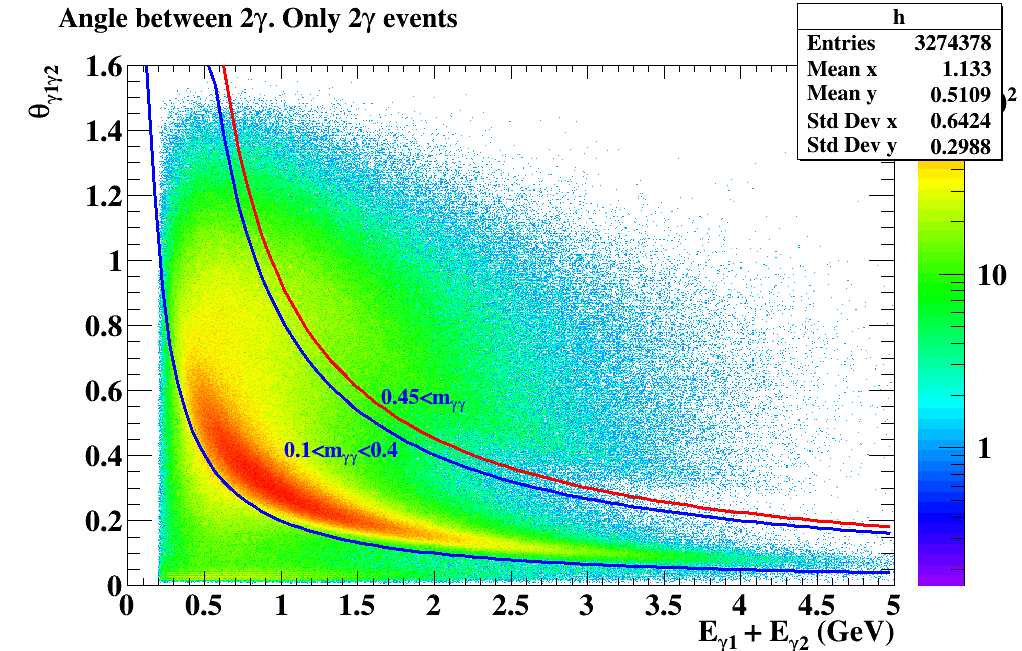 Angle between 2γ. Only 2γ events
h
Entries 3274378
Mean x 1.133
Mean y 0.5109
Std Dev x 0.6424
Std Dev y 0.2988
θγ1γ2
1.6
1.4
1.2
1
0.8
0.6
0.4
0.2
0
0.45<mγγ
0.1<mγγ<0.4
10
1
0 0.5 1 1.5 2 2.5 3 3.5 4 4.5 5
Eγ1 + Eγ2 (GeV)